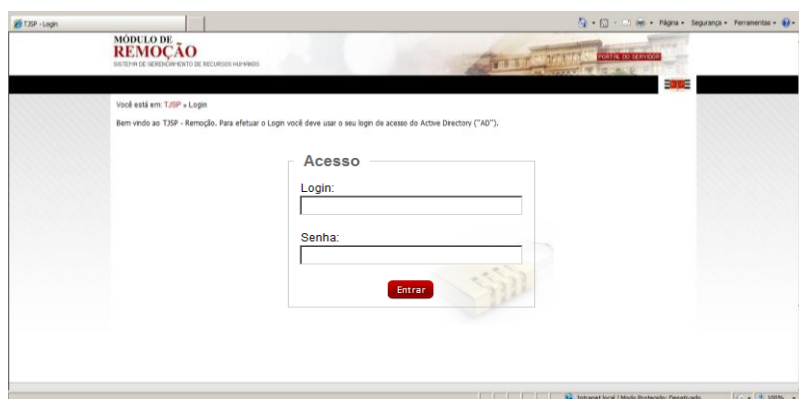 TJSP - Login
Página
Segurança
Ferramentas
MÓDULO DE
REMOÇÃO
SISTEMA DE GERENCIAMENTO DE RECURSOS HUMANOS
PORTAL DO SERVIDOR
Você está em: TJSP » Login
Bem vindo ao TJSP - Remoção. Para efetuar o Login você deve usar o seu login de acesso do Active Directory ("AD").
Acesso
Login:
Senha:
Entrar
Intranet local | Modo Protegido: Desativado
100%